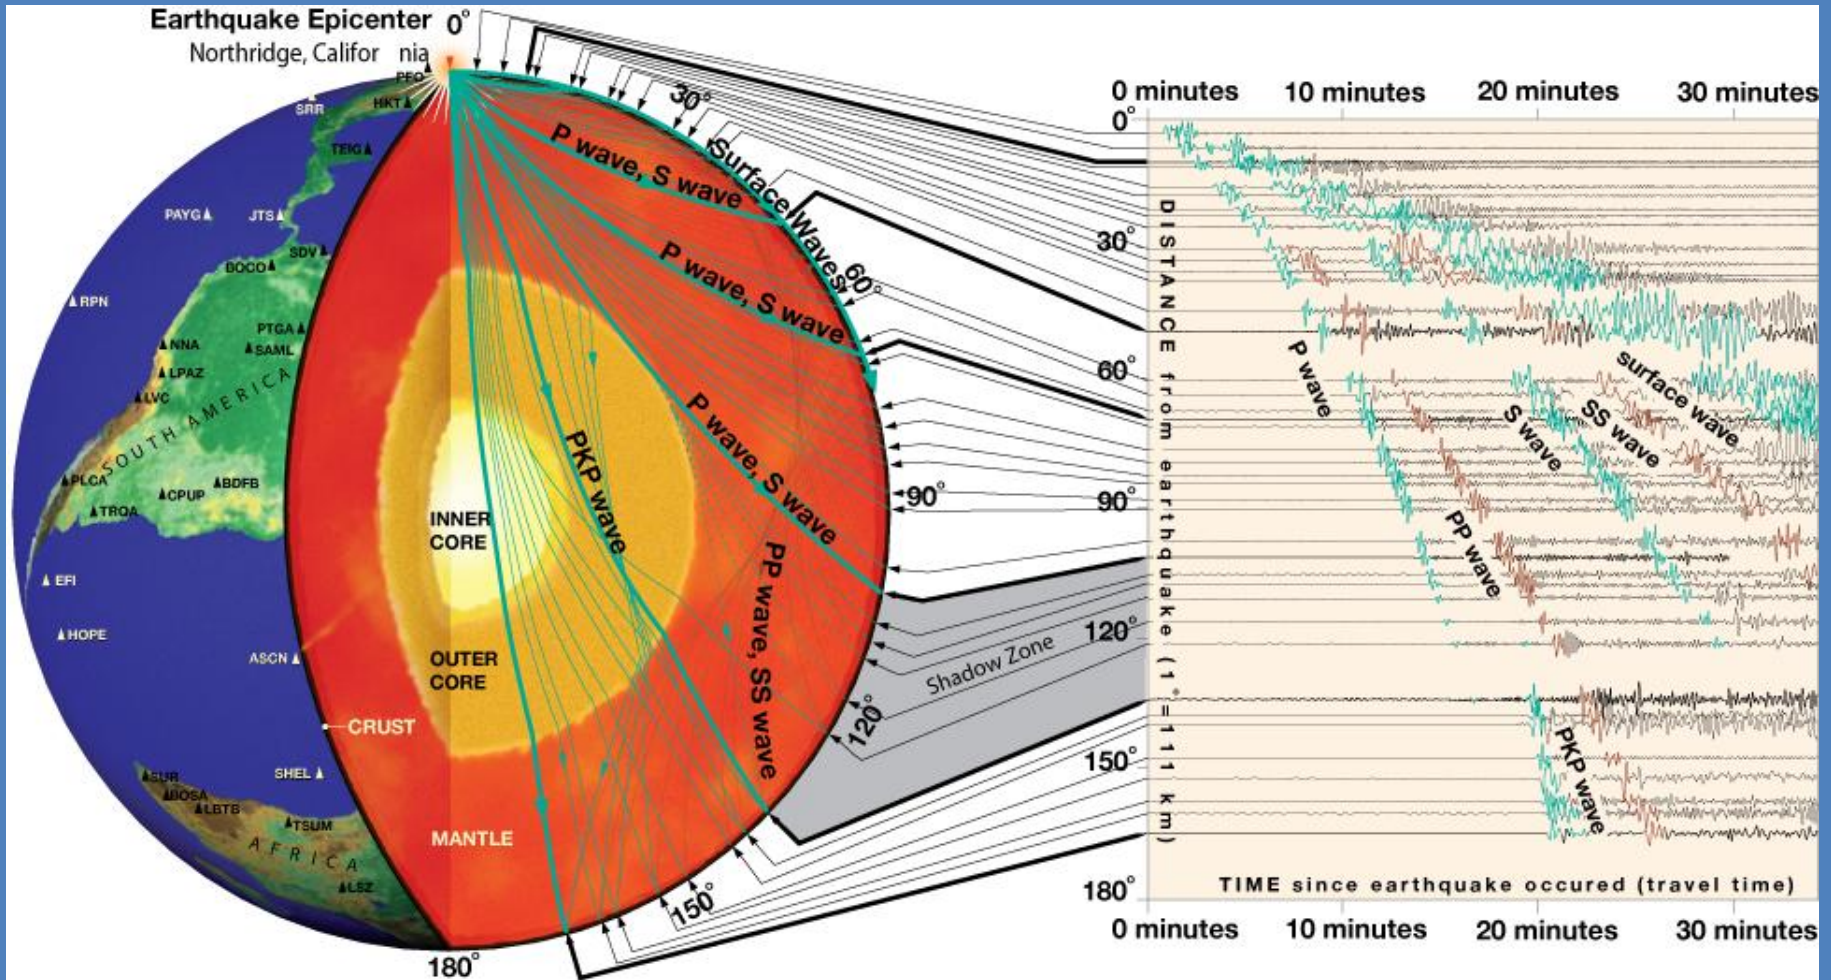 Earthquake Epicenter
Northridge, Califor nia
0°
PFO
SRR
HKT
TEIG
PAYG
JTS
SDV
BOCO
RPN
PTGA
NNA
SAML
LPAZ
LVC
SOUTH AMERICA
PLCA
CPUP
BDFB
TRQA
EFI
HOPE
ASCN
SHEL
SUR
BOSA
LBTB
TSUM
AFRICA
LSZ
INNER
CORE
OUTER
CORE
CRUST
MANTLE
P wave, S wave
P wave, S wave
P wave, S wave
PKP wave
PP wave, SS wave
Surface Waves
30°
60°
90°
120°
150°
180°
Shadow Zone
0 minutes
10 minutes
20 minutes
30 minutes
0°
30°
60°
90°
120°
150°
180°
DISTANCE from earthquake (1°=111 km)
P wave
PP wave
S wave
SS wave
surface wave
PKP wave
TIME since earthquake occured (travel time)
0 minutes
10 minutes
20 minutes
30 minutes